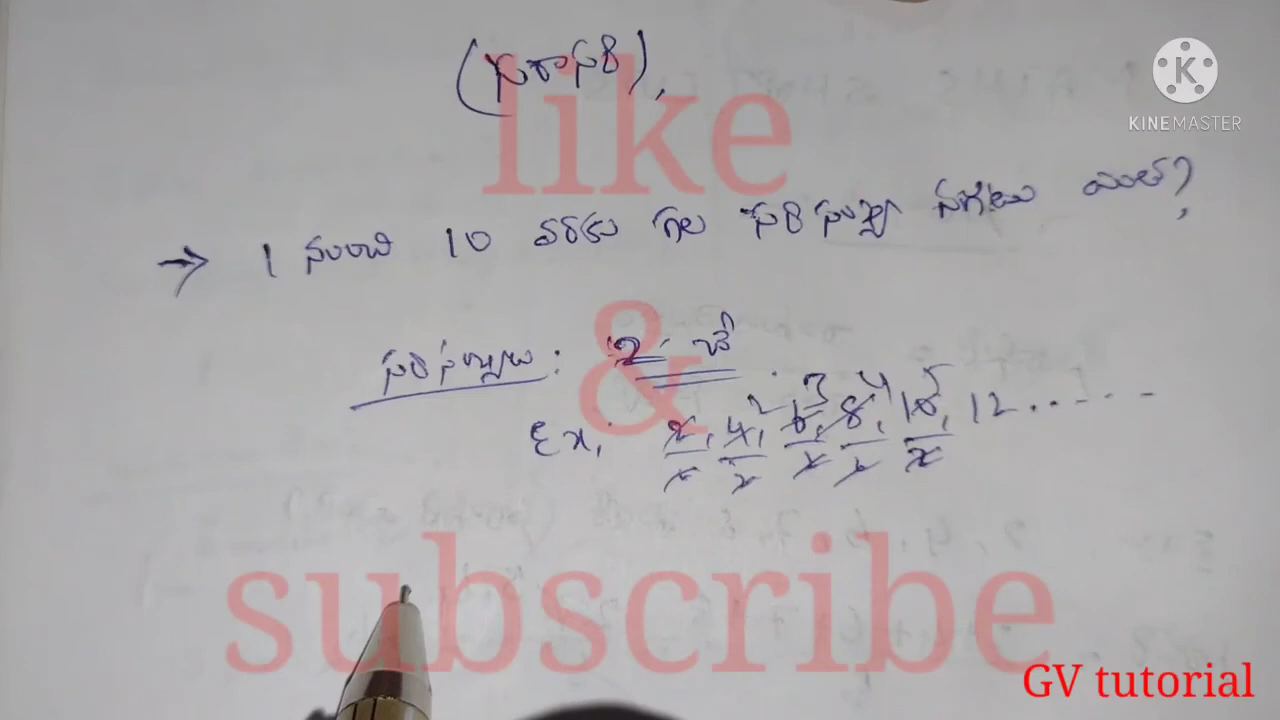 (సరాసరి),
→ 1 నుంచి 10 వరకు గల సరి సంఖ్యా సగటు ఎంత?
సరి సంఖ్యలు : '2' చే
Ex, 2, 4, 6, 8, 10, 12 ......
like
&
subscribe
K
KINEMASTER
GV tutorial